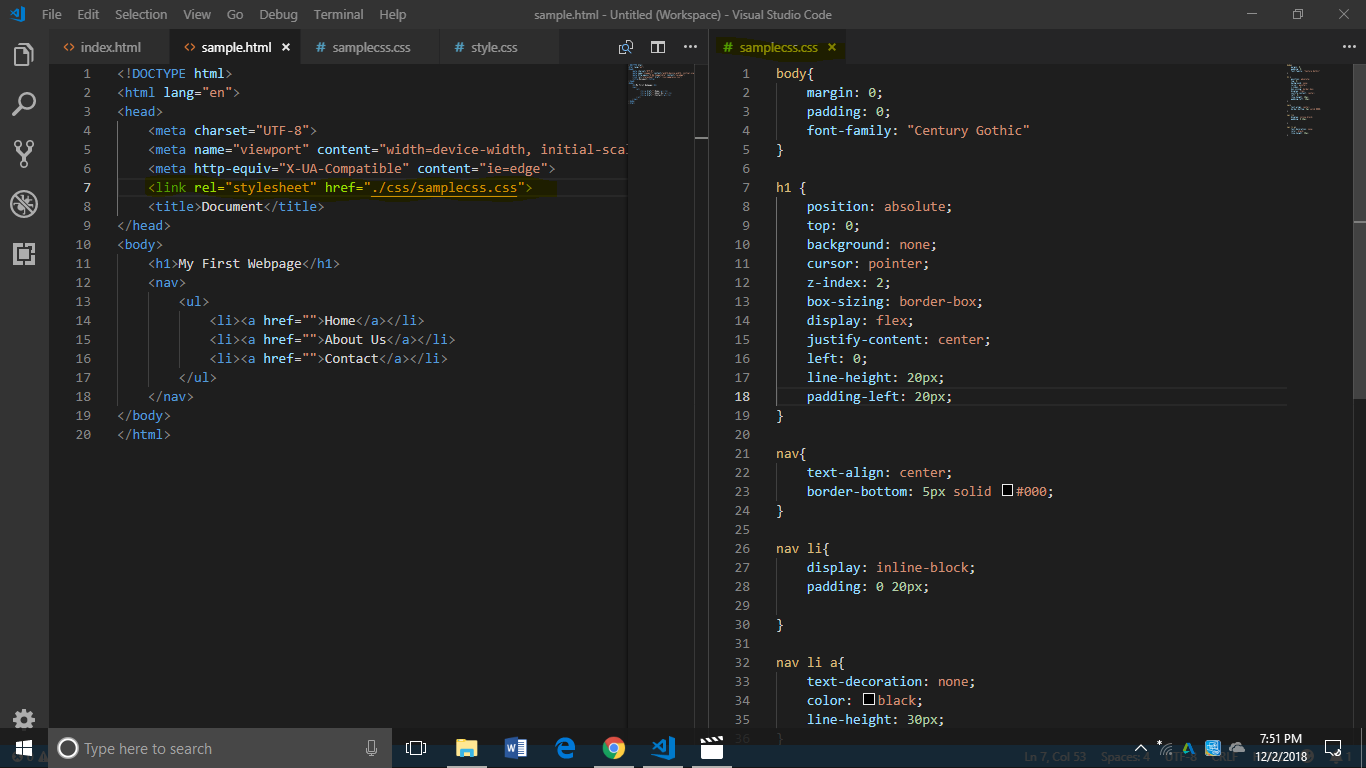 File Edit Selection View Go Debug Terminal Help
sample.html - Untitled (Workspace) - Visual Studio Code
index.html
sample.html
samplecss.css
style.css
samplecss.css
1 <!DOCTYPE html>
2 <html lang="en">
3 <head>
4 <meta charset="UTF-8">
5 <meta name="viewport" content="width=device-width, initial-scal
6 <meta http-equiv="X-UA-Compatible" content="ie=edge">
7 <link rel="stylesheet" href="./css/samplecss.css">
8 <title>Document</title>
9 </head>
10 <body>
11 <h1>My First Webpage</h1>
12 <nav>
13 <ul>
14 <li><a href="">Home</a></li>
15 <li><a href="">About Us</a></li>
16 <li><a href="">Contact</a></li>
17 </ul>
18 </nav>
19 </body>
20 </html>
1 body{
2 margin: 0;
3 padding: 0;
4 font-family: "Century Gothic"
5 }
6
7 h1 {
8 position: absolute;
9 top: 0;
10 background: none;
11 cursor: pointer;
12 z-index: 2;
13 box-sizing: border-box;
14 display: flex;
15 justify-content: center;
16 left: 0;
17 line-height: 20px;
18 padding-left: 20px;
19 }
20
21 nav{
22 text-align: center;
23 border-bottom: 5px solid #000;
24 }
25
26 nav li{
27 display: inline-block;
28 padding: 0 20px;
29
30 }
31
32 nav li a{
33 text-decoration: none;
34 color: black;
35 line-height: 30px;
36 }
Type here to search
7:51 PM
12/2/2018
Ln 7, Col 53 Spaces: 4 UTF-8 CRLF